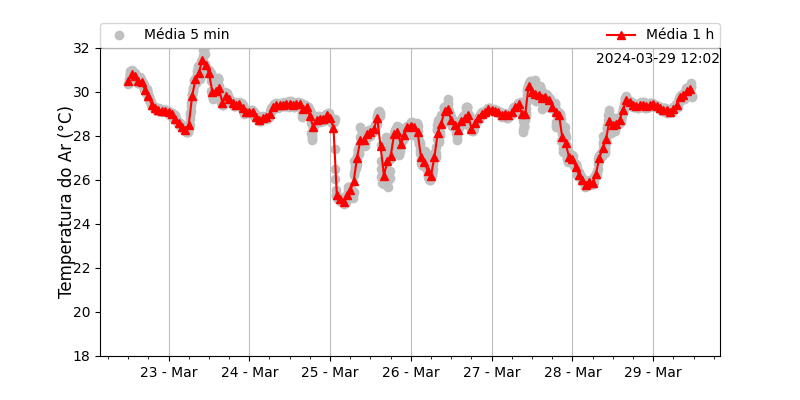 Média 5 min
Média 1 h
2024-03-29 12:02
Temperatura do Ar (°C)
32
30
28
26
24
22
20
18
23 - Mar
24 - Mar
25 - Mar
26 - Mar
27 - Mar
28 - Mar
29 - Mar